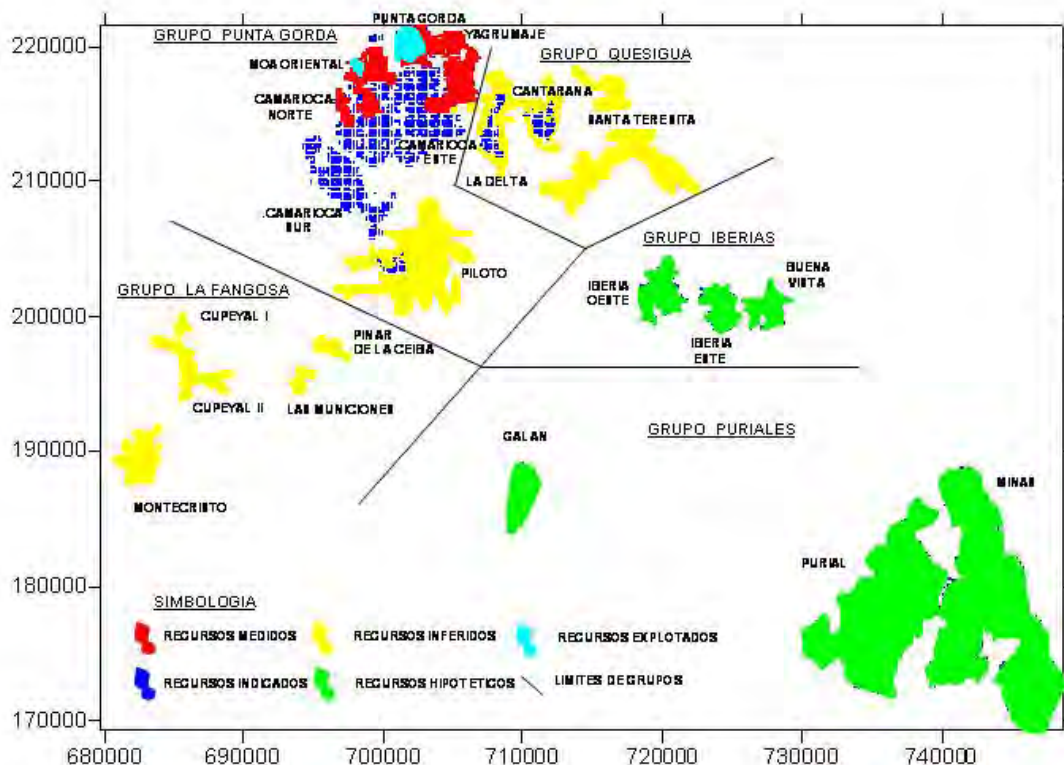 PUNTA GORDA
GRUPO PUNTA GORDA
YAGRUMAJE
GRUPO QUESIGUA
220000
MOA ORIENTAL
CAMARIOCA
NORTE
CANTARANA
SANTA TERESITA
CAMARIOCA
ESTE
LA DELTA
210000
CAMARIOCA
SUR
GRUPO IBERIAS
PILOTO
IBERIA
OESTE
BUENA
VISTA
GRUPO LA FANGOSA
CUPEYAL I
200000
PINAR
DE LA CEIBA
IBERIA
ESTE
CUPEYAL II
LAS MUNICIONES
GRUPO PURIALES
190000
GALAN
MINAS
MONTECRISTO
PURIAL
180000
SIMBOLOGIA
RECURSOS MEDIDOS
RECURSOS INFERIDOS
RECURSOS EXPLOTADOS
RECURSOS INDICADOS
RECURSOS HIPOTETICOS
LIMITES DE GRUPOS
170000
680000
690000
700000
710000
720000
730000
740000